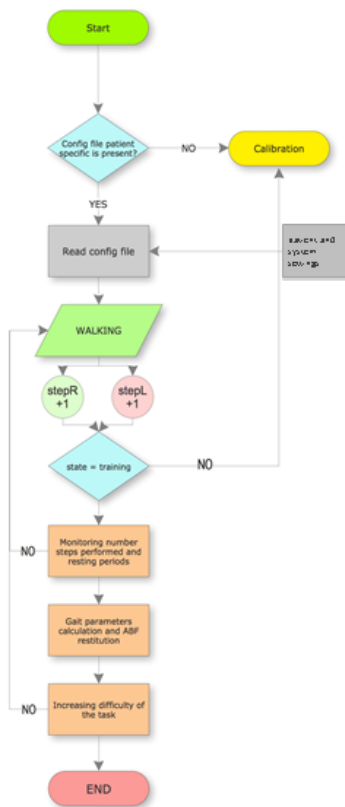 Start
Config file patient
specific is present?
NO
Calibration
YES
Read config file
WALKING
stepR
+1
stepL
+1
state = training
NO
Monitoring number
steps performed and
resting periods
NO
Gait parameters
calculation and ABF
restitution
Increasing difficulty of
the task
NO
END